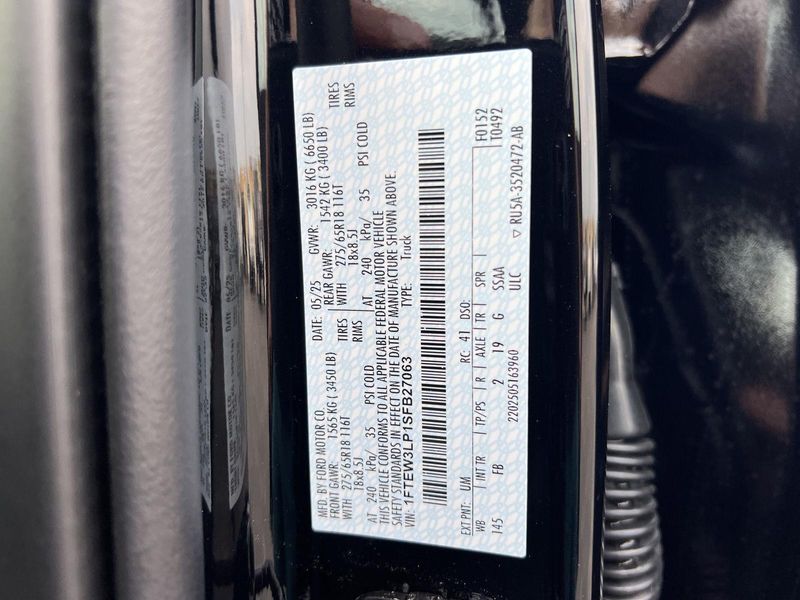 MFD. BY FORD MOTOR CO.
DATE: 05/25 GVWR: 3016 KG ( 6650 LB)
FRONT GAWR: 1565 KG ( 3450 LB) REAR GAWR: 1542 KG ( 3400 LB)
WITH 275/65R18 116T TIRES WITH 275/65R18 116T TIRES
18x8.5J RIMS 18x8.5J RIMS
AT 240 kPa/ 35 PSI COLD AT 240 kPa/ 35 PSI COLD
THIS VEHICLE CONFORMS TO ALL APPLICABLE FEDERAL MOTOR VEHICLE
SAFETY STANDARDS IN EFFECT ON THE DATE OF MANUFACTURE SHOWN ABOVE.
VIN: 1FTEW3LP1SFB27063 TYPE: Truck
F0152
T0492
EXT PNT: UM RC: 41 DSO:
WB INT TR TP/PS R AXLE TR SPR
145 FB 2 19 G SSAA
2202505163960 ULC
▽ RU5A-3520472-AB